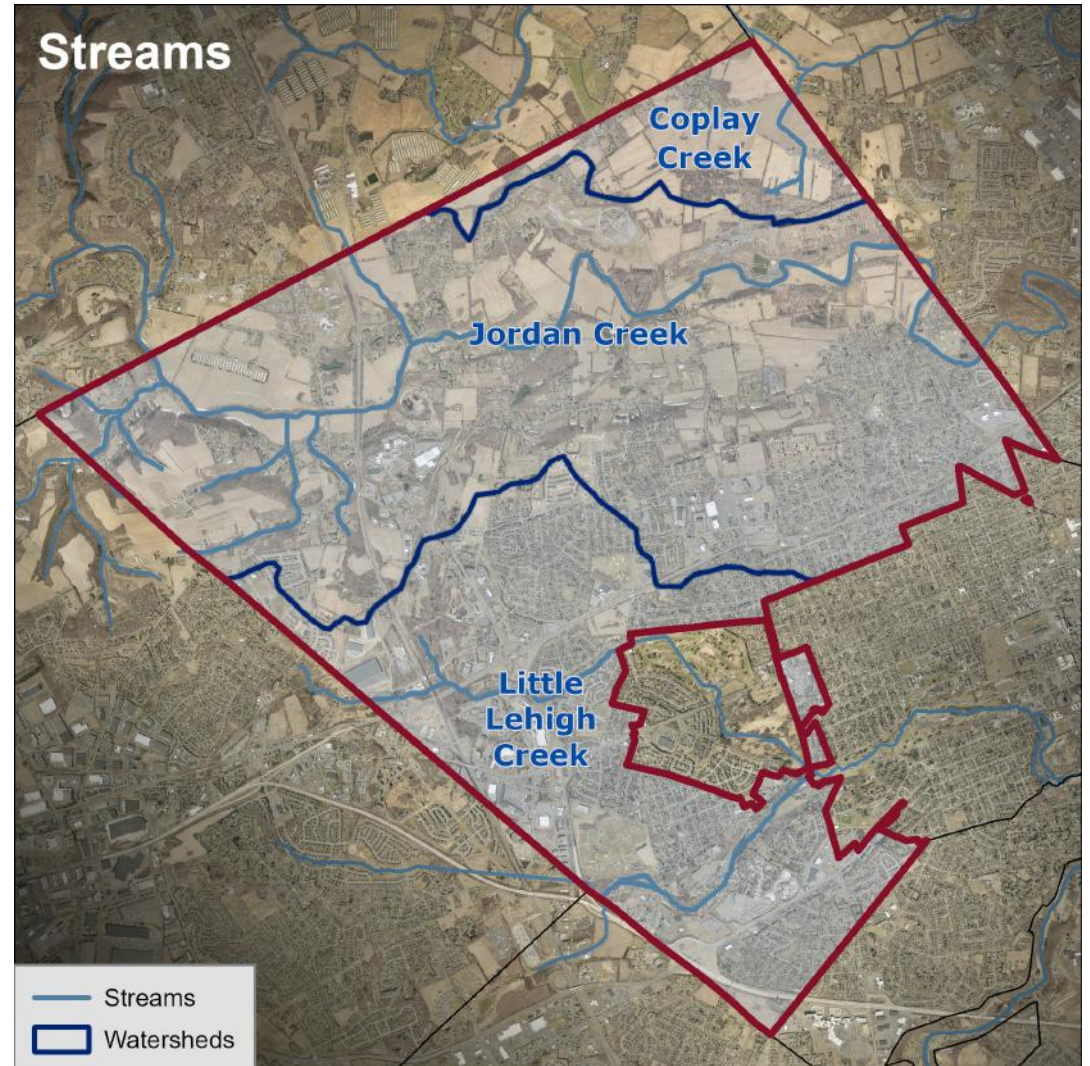 Streams
Coplay
Creek
Jordan Creek
Little
Lehigh
Creek
Streams
Watersheds